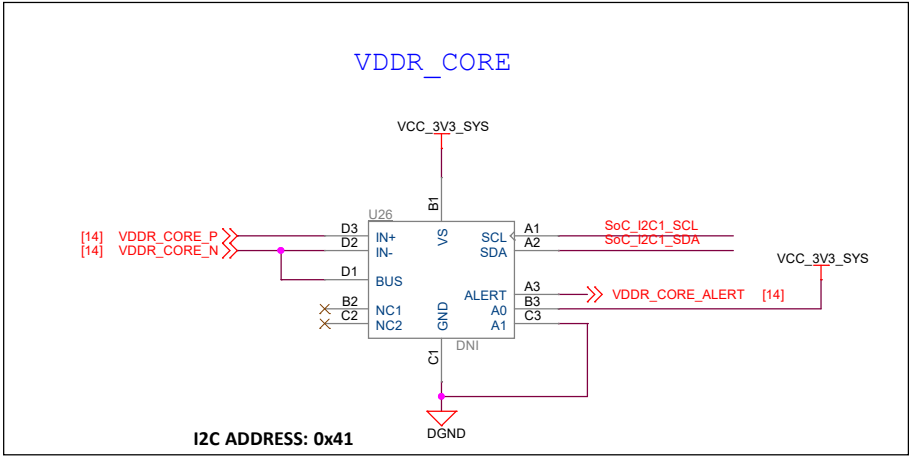 VDDR_CORE
VCC_3V3_SYS
B1
U26
VS
[14] VDDR_CORE_P D3 IN+
[14] VDDR_CORE_N D2 IN-
D1 BUS
B2 NC1
C2 NC2
SCL A1 SoC_I2C1_SCL
SDA A2 SoC_I2C1_SDA
VCC_3V3_SYS
ALERT A3 VDDR_CORE_ALERT [14]
A0 B3
A1 C3
GND
DNI
C1
DGND
I2C ADDRESS: 0x41